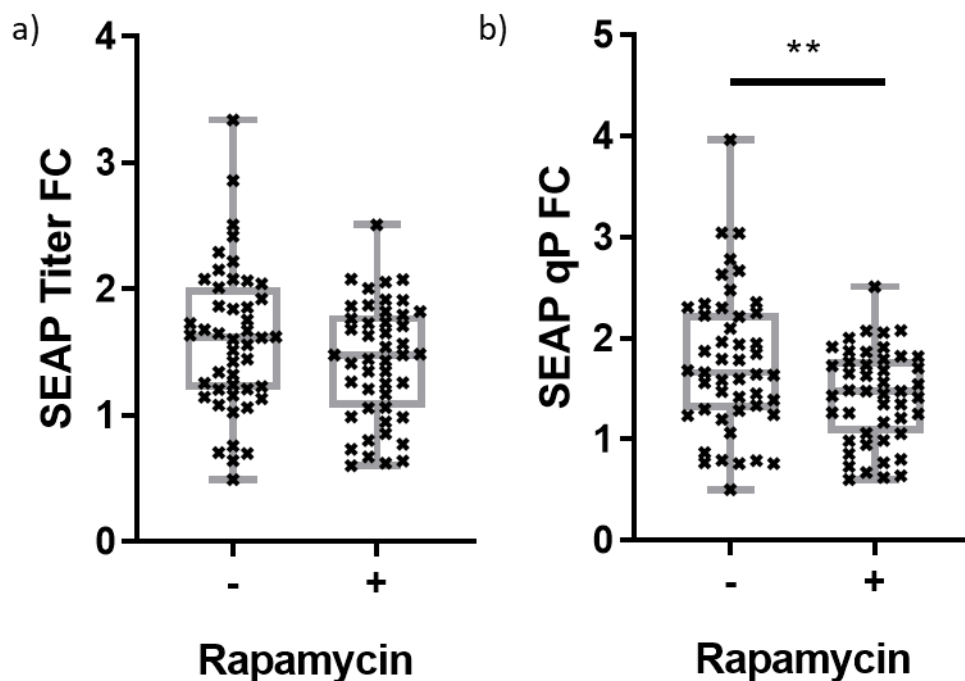 a)
SEAP Titer FC
4
3
2
1
0
- +
Rapamycin
b)
SEAP qP FC
5
4
3
2
1
0
**
- +
Rapamycin